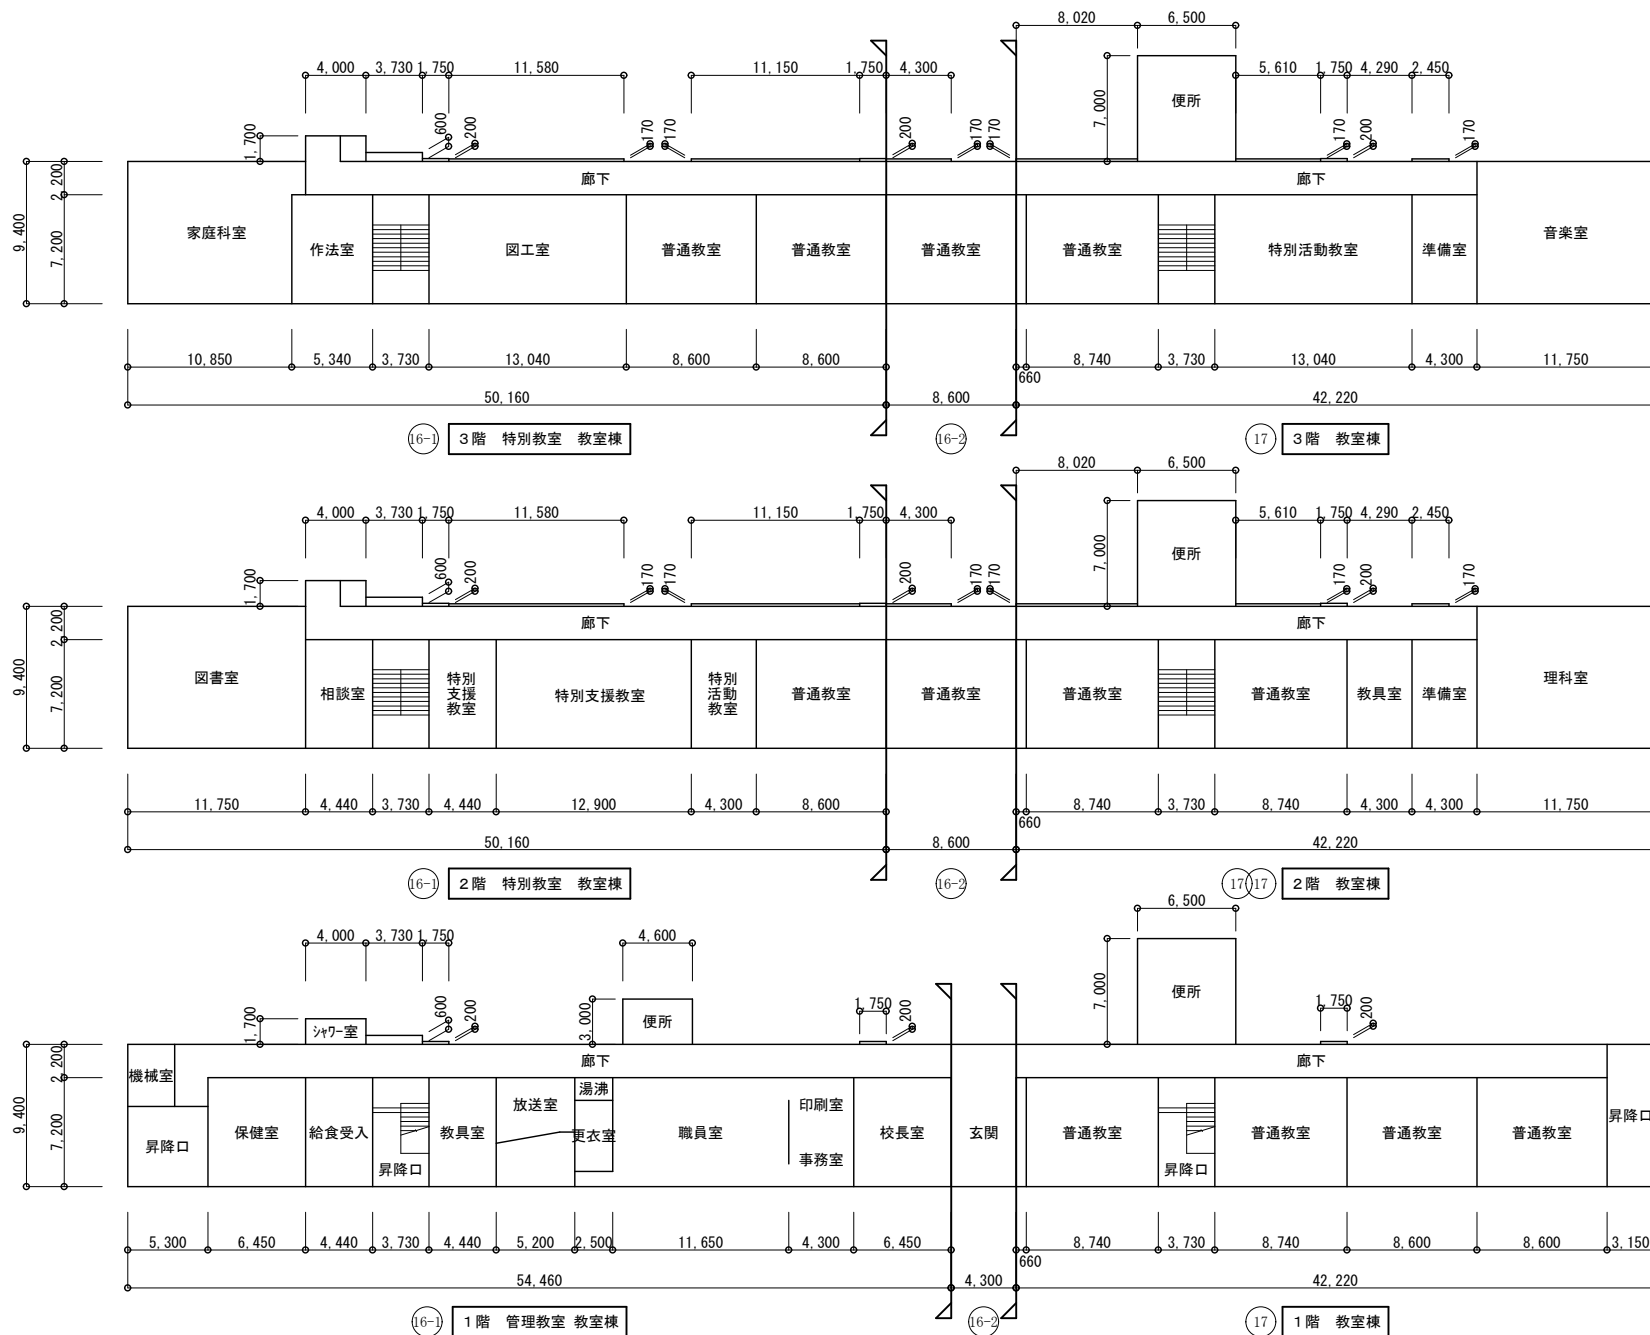 8,020 6,500
4,000 3,730 1,750 11,580 11,150 1,750 4,300 5,610 1,750 4,290 2,450
7,000 便所
1,700 600 200 170 170 200 170 170 170 200 170
廊下 廊下
9,400 2,200 7,200
家庭科室 作法室 図工室 普通教室 普通教室 普通教室 普通教室 特別活動教室 準備室 音楽室
10,850 5,340 3,730 13,040 8,600 8,600 8,740 3,730 13,040 4,300 11,750
660
50,160 8,600 42,220
16-1 3階 特別教室 教室棟 16-2 17 3階 教室棟
8,020 6,500
4,000 3,730 1,750 11,580 11,150 1,750 4,300 5,610 1,750 4,290 2,450
7,000 便所
1,700 600 200 170 170 200 170 170 170 200 170
廊下 廊下
9,400 2,200 7,200
図書室 相談室 特別支援教室 特別支援教室 特別活動教室 普通教室 普通教室 普通教室 普通教室 教具室 準備室 理科室
11,750 4,440 3,730 4,440 12,900 4,300 8,600 8,740 3,730 8,740 4,300 4,300 11,750
660
50,160 8,600 42,220
16-1 2階 特別教室 教室棟 16-2 17 17 2階 教室棟
6,500
4,000 3,730 1,750 4,600
7,000 便所
1,700 シャワー室 600 200 3,000 便所 1,750 200 1,750 200
廊下 廊下
9,400 2,200 7,200
機械室 昇降口 保健室 給食受入 昇降口 教具室 放送室 湯沸 更衣室 職員室 印刷室 事務室 校長室 玄関 普通教室 昇降口 普通教室 普通教室 普通教室 昇降口
5,300 6,450 4,440 3,730 4,440 5,200 2,500 11,650 4,300 6,450 8,740 3,730 8,740 8,600 8,600 3,150
660
54,460 4,300 42,220
16-1 1階 管理教室 教室棟 16-2 17 1階 教室棟